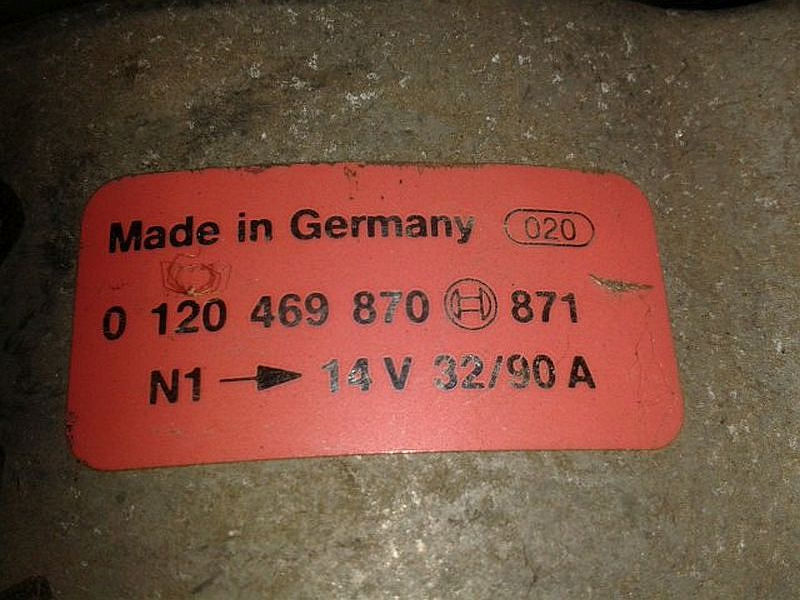 Made in Germany 020
0 120 469 870 871
N1 → 14 V 32/90 A